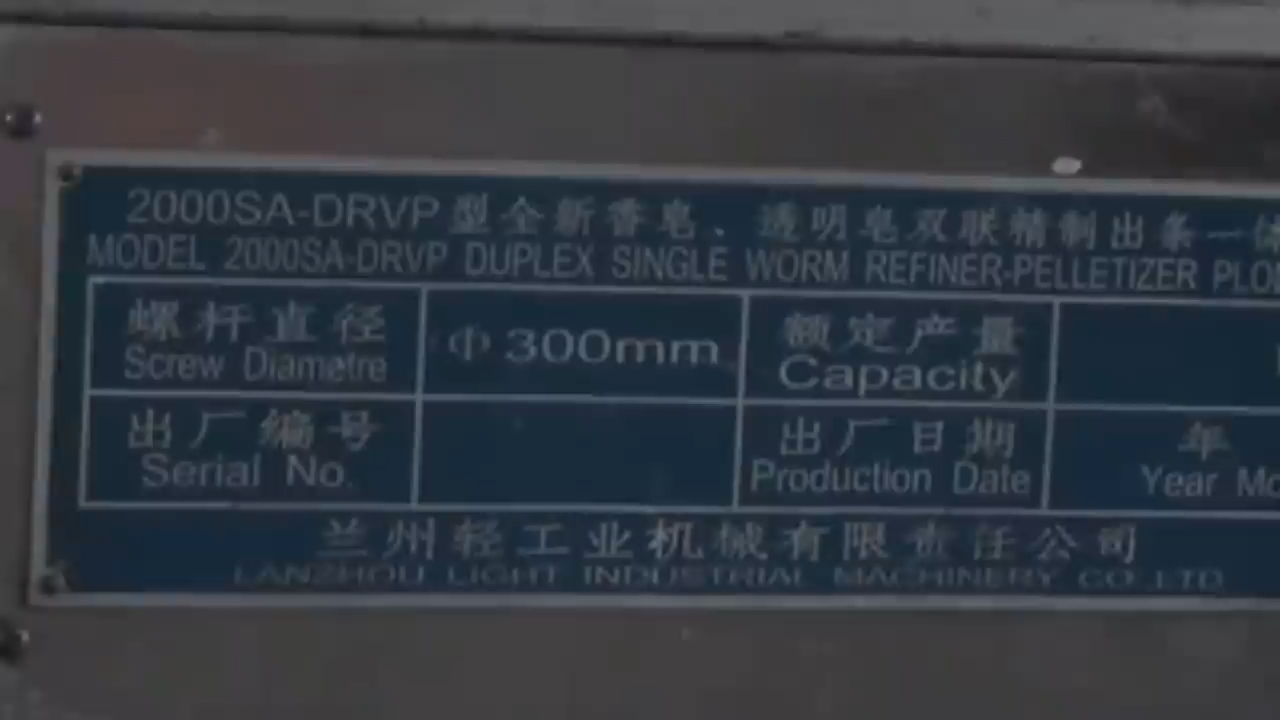 2000SA-DRVP型全新香皂、透明皂双联精制出条一体
MODEL 2000SA-DRVP DUPLEX SINGLE WORM REFINER-PELLETIZER PLO
螺杆直径 Φ300mm 额定产量
Screw Diametre Capacity
出厂编号 出厂日期 年
Serial No. Production Date Year Mo
兰州轻工业机械有限责任公司
LANZHOU LIGHT INDUSTRIAL MACHINERY CO.LTD